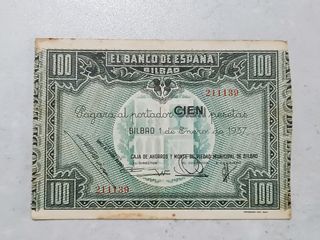 EL BANCO DE ESPAÑA
100 BILBAO 100
211139
Pagará al portador CIEN pesetas
BILBAO 1 de Enero de 1937.
CAJA DE AHORROS Y MONTE DE PIEDAD MUNICIPAL DE BILBAO
211139
100 100